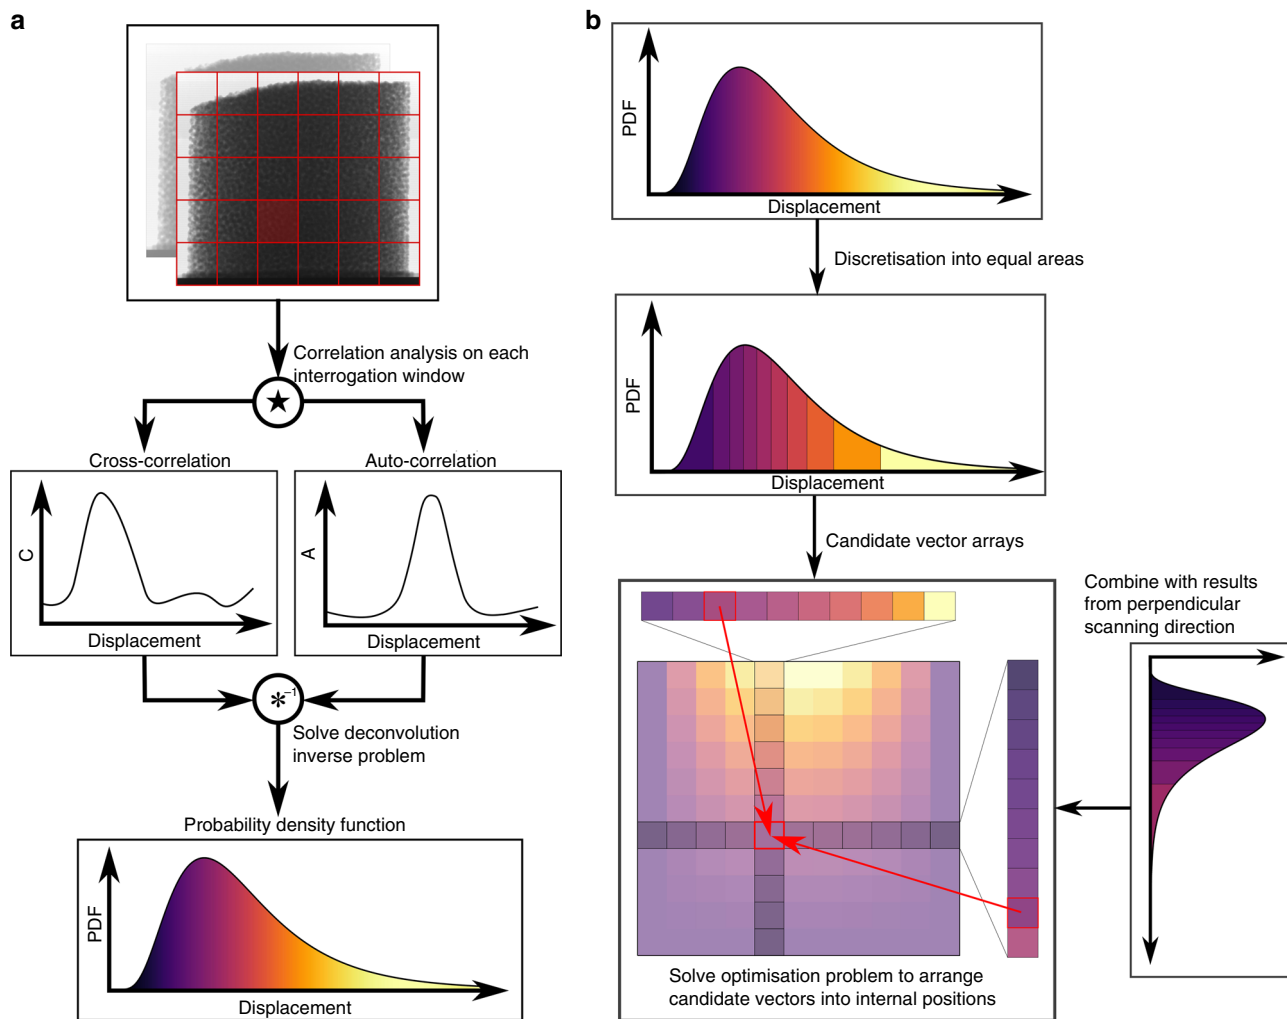 a
Correlation analysis on each
interrogation window
★
Cross-correlation
Auto-correlation
C
Displacement
A
Displacement
*⁻¹
Solve deconvolution
inverse problem
Probability density function
PDF
Displacement
b
PDF
Displacement
Discretisation into equal areas
PDF
Displacement
Candidate vector arrays
Combine with results
from perpendicular
scanning direction
Solve optimisation problem to arrange
candidate vectors into internal positions